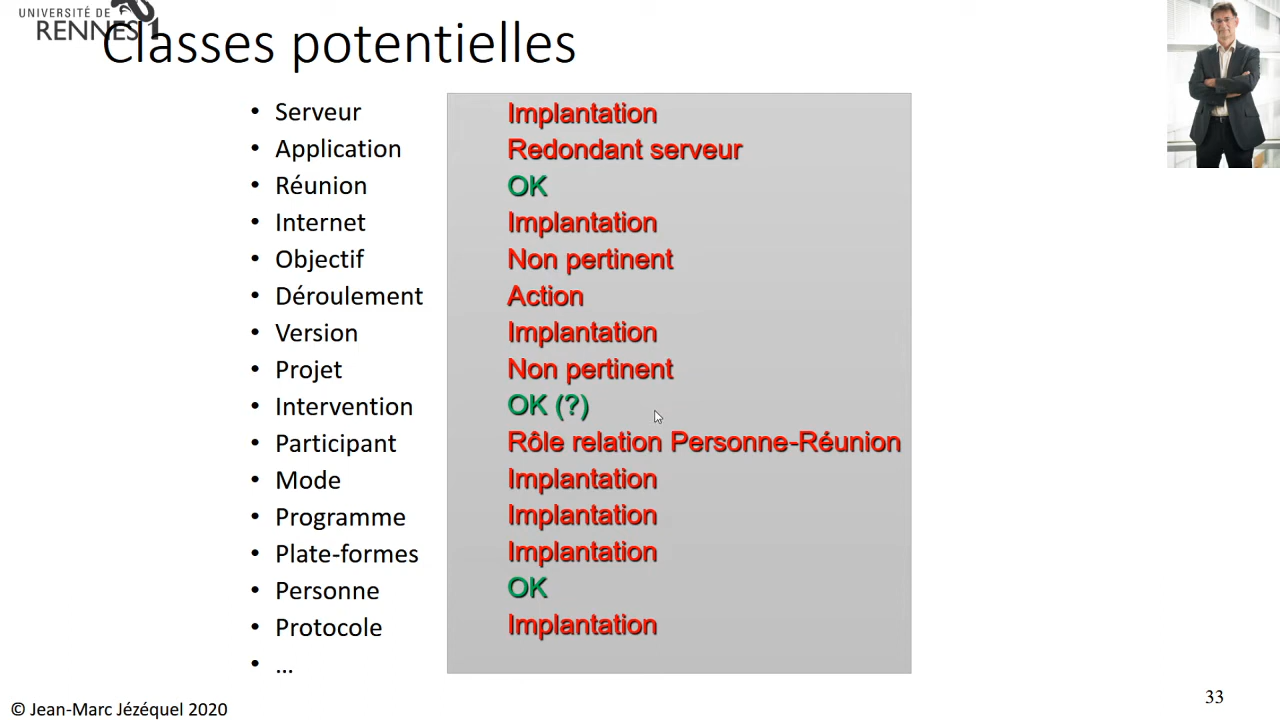 UNIVERSITÉ DE
RENNES 1
Classes potentielles
• Serveur Implantation
• Application Redondant serveur
• Réunion OK
• Internet Implantation
• Objectif Non pertinent
• Déroulement Action
• Version Implantation
• Projet Non pertinent
• Intervention OK (?)
• Participant Rôle relation Personne-Réunion
• Mode Implantation
• Programme Implantation
• Plate-formes Implantation
• Personne OK
• Protocole Implantation
• ...
33
© Jean-Marc Jézéquel 2020